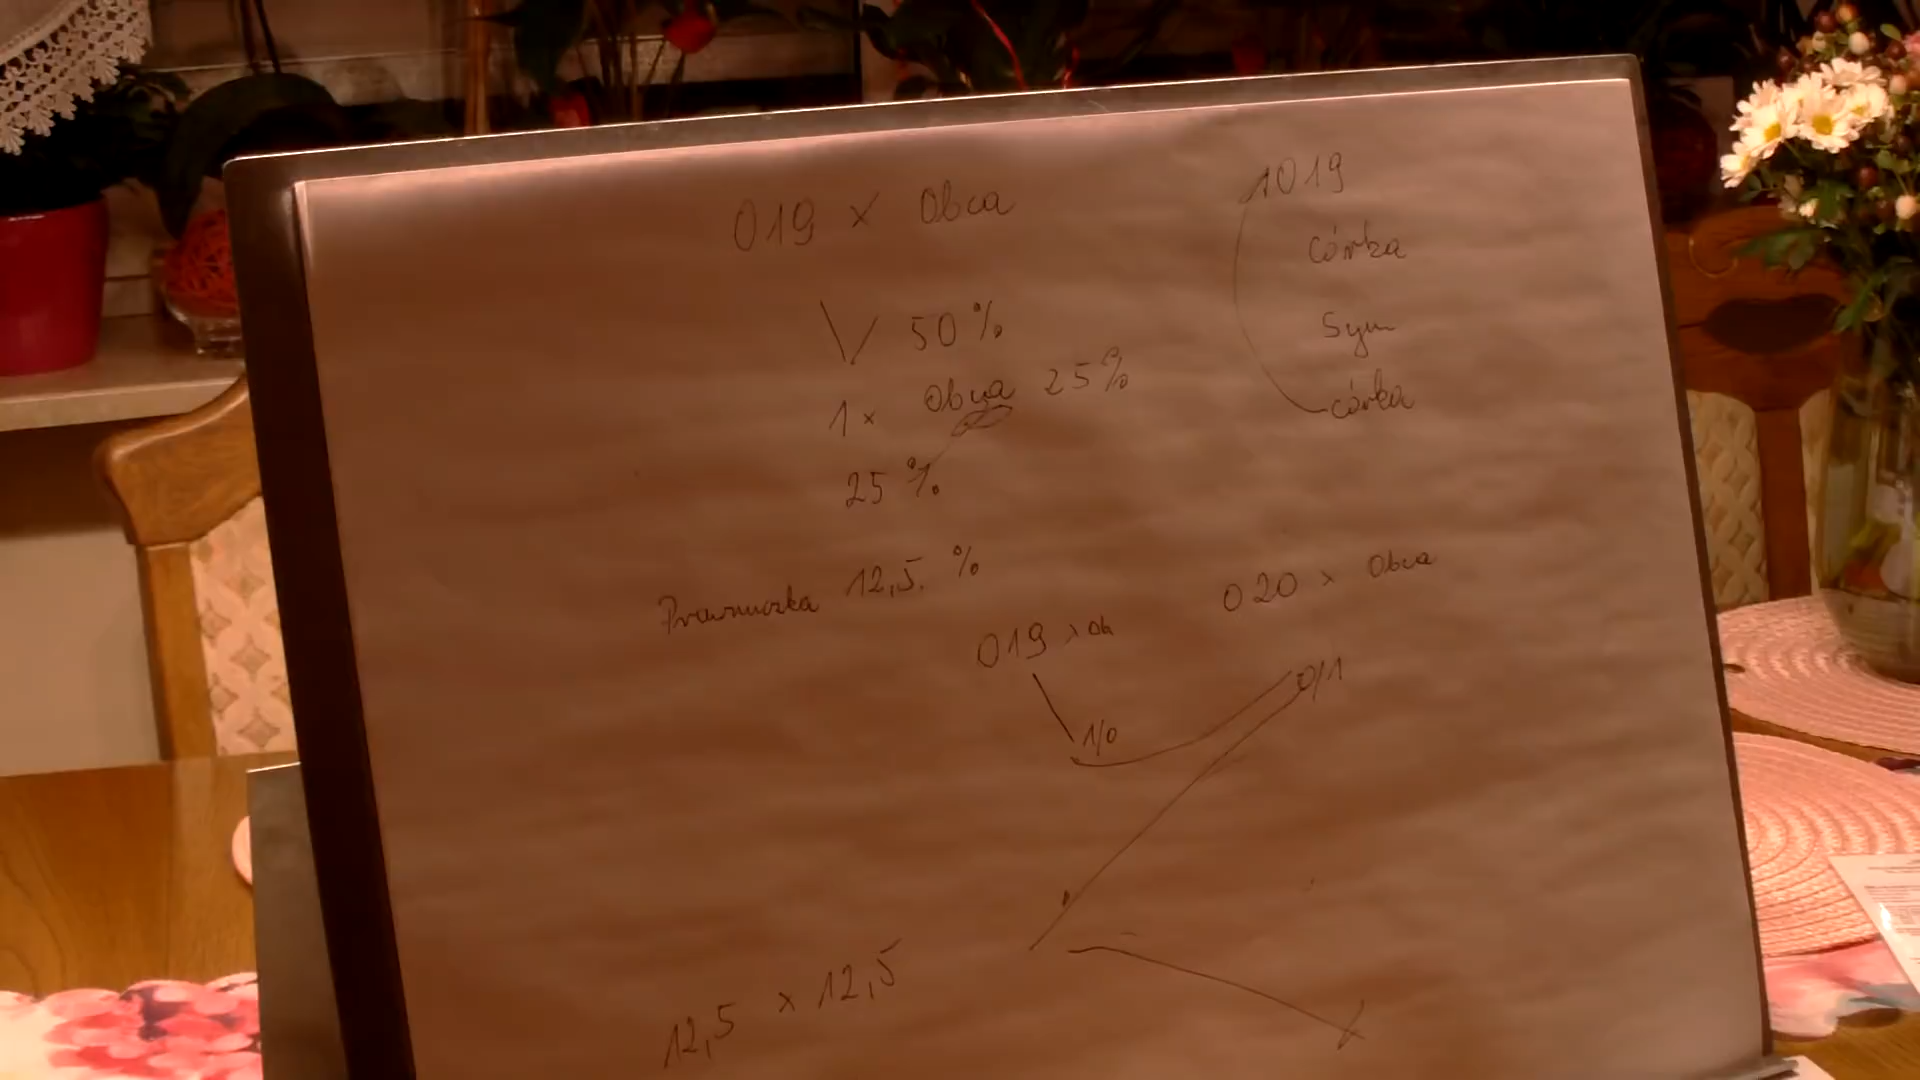 019 x Obca
50 %
1 x Obca 25%
25 %
Prawnuczka 12,5. %
1019
córka
Syn
córka
019 x Ob
020 x Obca
1/0
0/1
12,5 x 12,5